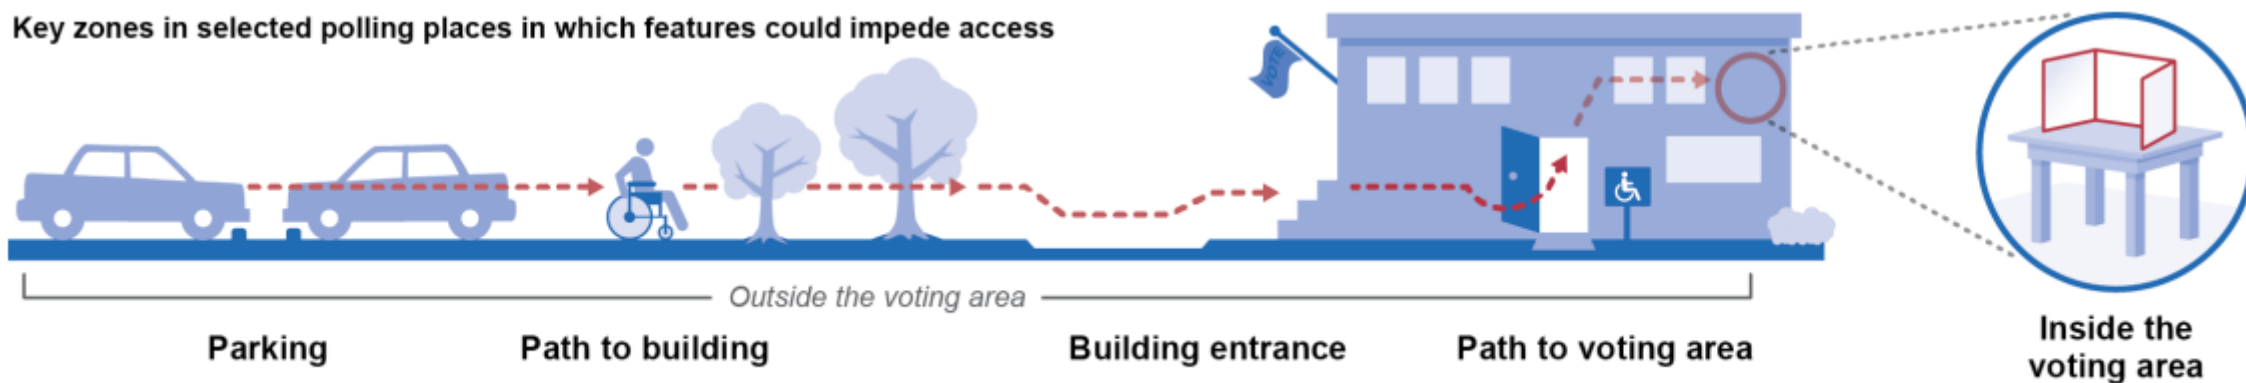 Key zones in selected polling places in which features could impede access
VOTE
Outside the voting area
Parking
Path to building
Building entrance
Path to voting area
Inside the
voting area